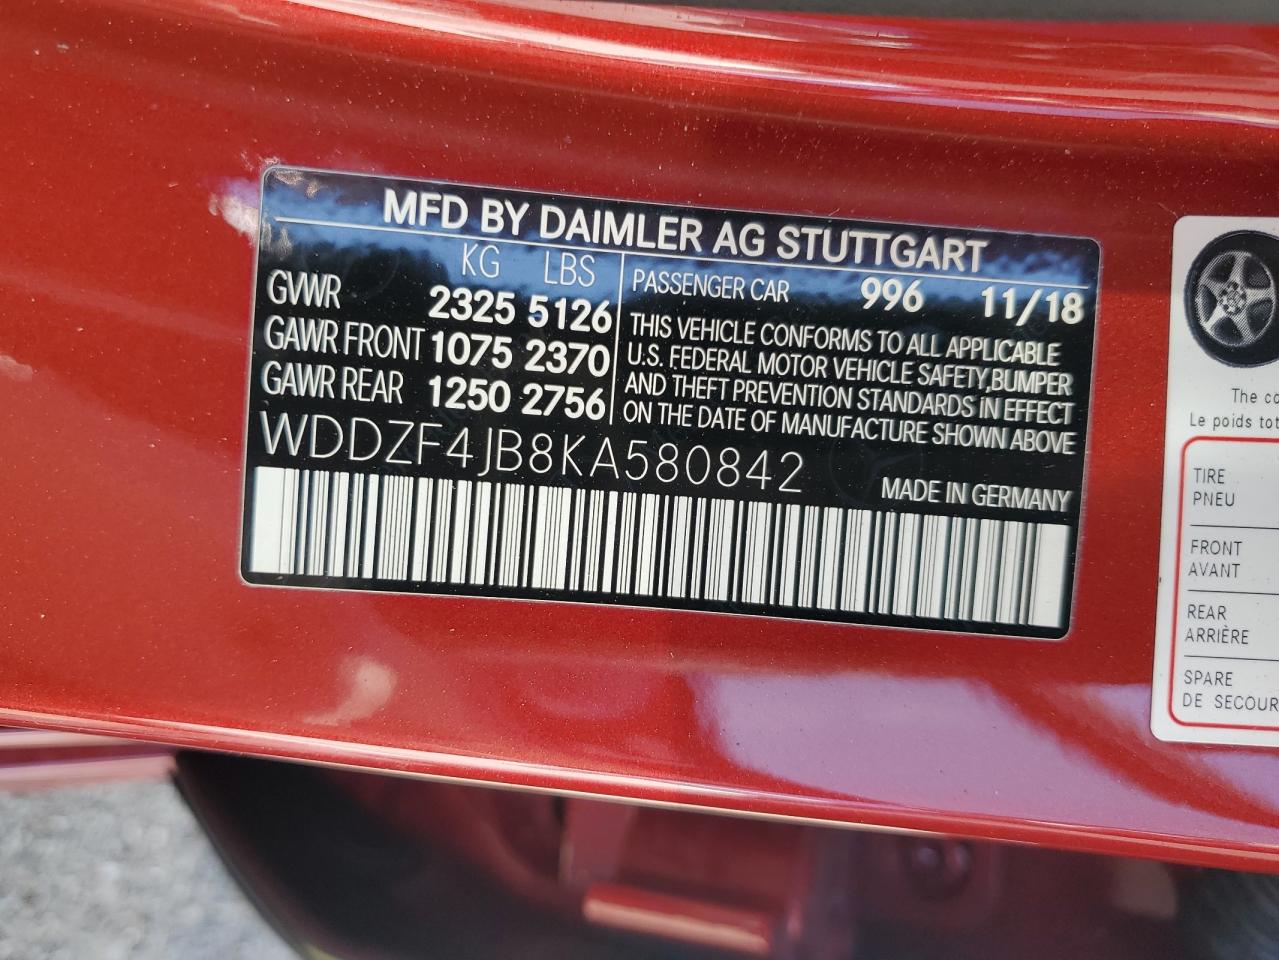 MFD BY DAIMLER AG STUTTGART
KG LBS
GVWR 2325 5126
GAWR FRONT 1075 2370
GAWR REAR 1250 2756
PASSENGER CAR 996 11/18
THIS VEHICLE CONFORMS TO ALL APPLICABLE
U.S. FEDERAL MOTOR VEHICLE SAFETY,BUMPER
AND THEFT PREVENTION STANDARDS IN EFFECT
ON THE DATE OF MANUFACTURE SHOWN ABOVE
WDDZF4JB8KA580842
MADE IN GERMANY
The
Le poids
TIRE
PNEU
FRONT
AVANT
REAR
ARRIÈRE
SPARE
DE SECOUR